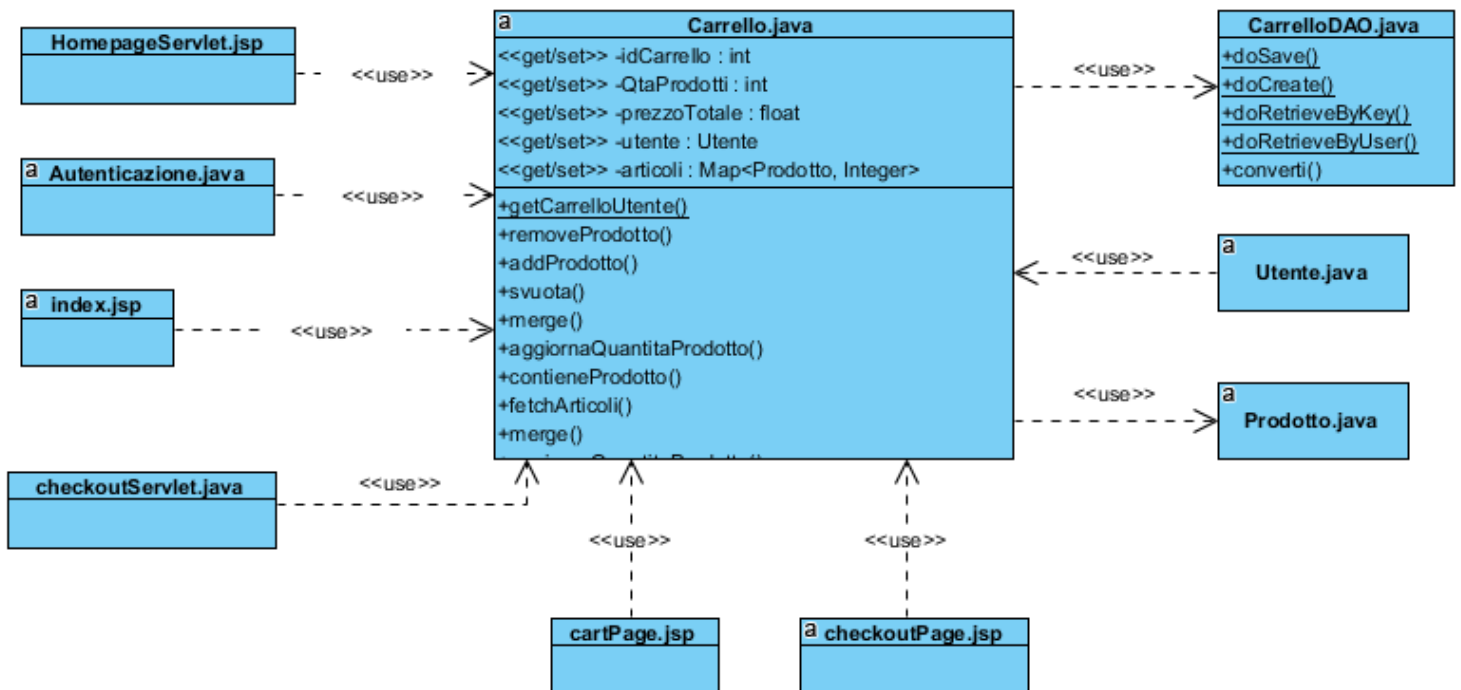 HomepageServlet.jsp
<<use>>
a Autenticazione.java
<<use>>
a index.jsp
<<use>>
checkoutServlet.java
<<use>>
a Carrello.java
<<get/set>> -idCarrello : int
<<get/set>> -QtaProdotti : int
<<get/set>> -prezzoTotale : float
<<get/set>> -utente : Utente
<<get/set>> -articoli : Map<Prodotto, Integer>
+getCarrelloUtente()
+removeProdotto()
+addProdotto()
+svuota()
+merge()
+aggiornaQuantitaProdotto()
+contieneProdotto()
+fetchArticoli()
+merge()
<<use>>
CarrelloDAO.java
+doSave()
+doCreate()
+doRetrieveByKey()
+doRetrieveByUser()
+converti()
<<use>>
a
Utente.java
<<use>>
a
Prodotto.java
<<use>>
<<use>>
cartPage.jsp
a checkoutPage.jsp